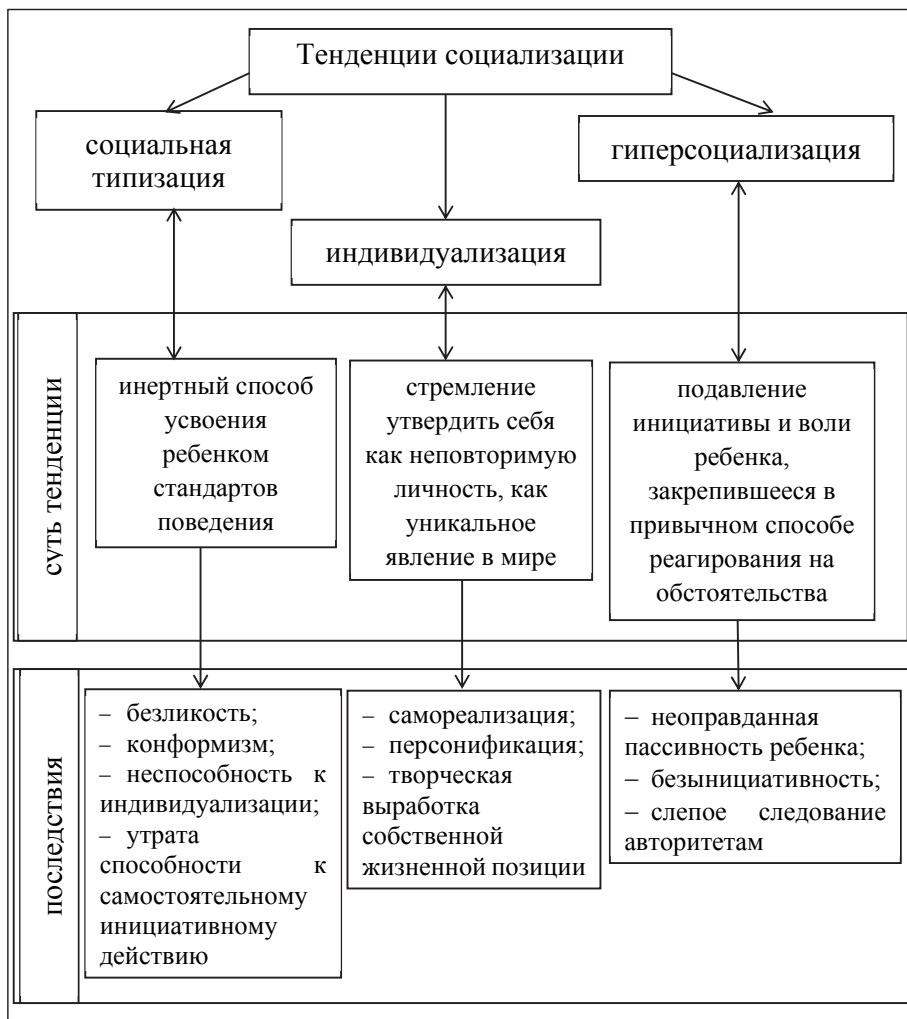 Тенденции социализации
социальная
типизация
гиперсоциализация
индивидуализация
суть тенденции
инертный способ
усвоения
ребенком
стандартов
поведения
стремление
утвердить себя
как неповторимую
личность, как
уникальное
явление в мире
подавление
инициативы и воли
ребенка,
закрепившееся в
привычном способе
реагирования на
обстоятельства
последствия
– безликость;
– конформизм;
– неспособность к
индивидуализации;
– утрата
способности к
самостоятельному
инициативному
действию
– самореализация;
– персонификация;
– творческая
выработка
собственной
жизненной позиции
– неоправданная
пассивность ребенка;
– безынициативность;
– слепое следование
авторитетам